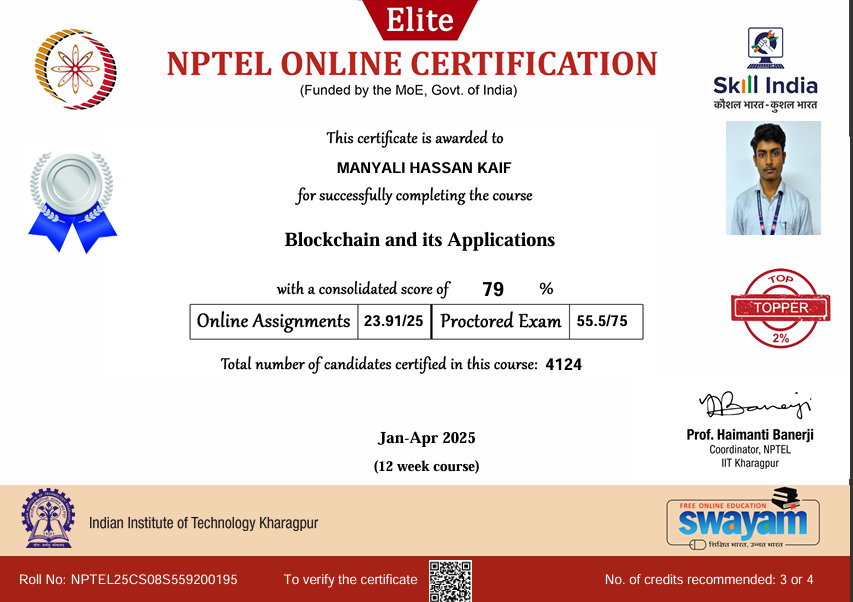 Elite
NPTEL ONLINE CERTIFICATION
(Funded by the MoE, Govt. of India)
Skill India
कौशल भारत - कुशल भारत
This certificate is awarded to
MANYALI HASSAN KAIF
for successfully completing the course
Blockchain and its Applications
with a consolidated score of 79 %
Online Assignments 23.91/25 Proctored Exam 55.5/75
TOP
TOPPER
2%
Total number of candidates certified in this course: 4124
Prof. Haimanti Banerji
Coordinator, NPTEL
IIT Kharagpur
Jan-Apr 2025
(12 week course)
Indian Institute of Technology Kharagpur
FREE ONLINE EDUCATION
swayam
शिक्षित भारत, उन्नत भारत
Roll No: NPTEL25CS08S559200195 To verify the certificate No. of credits recommended: 3 or 4